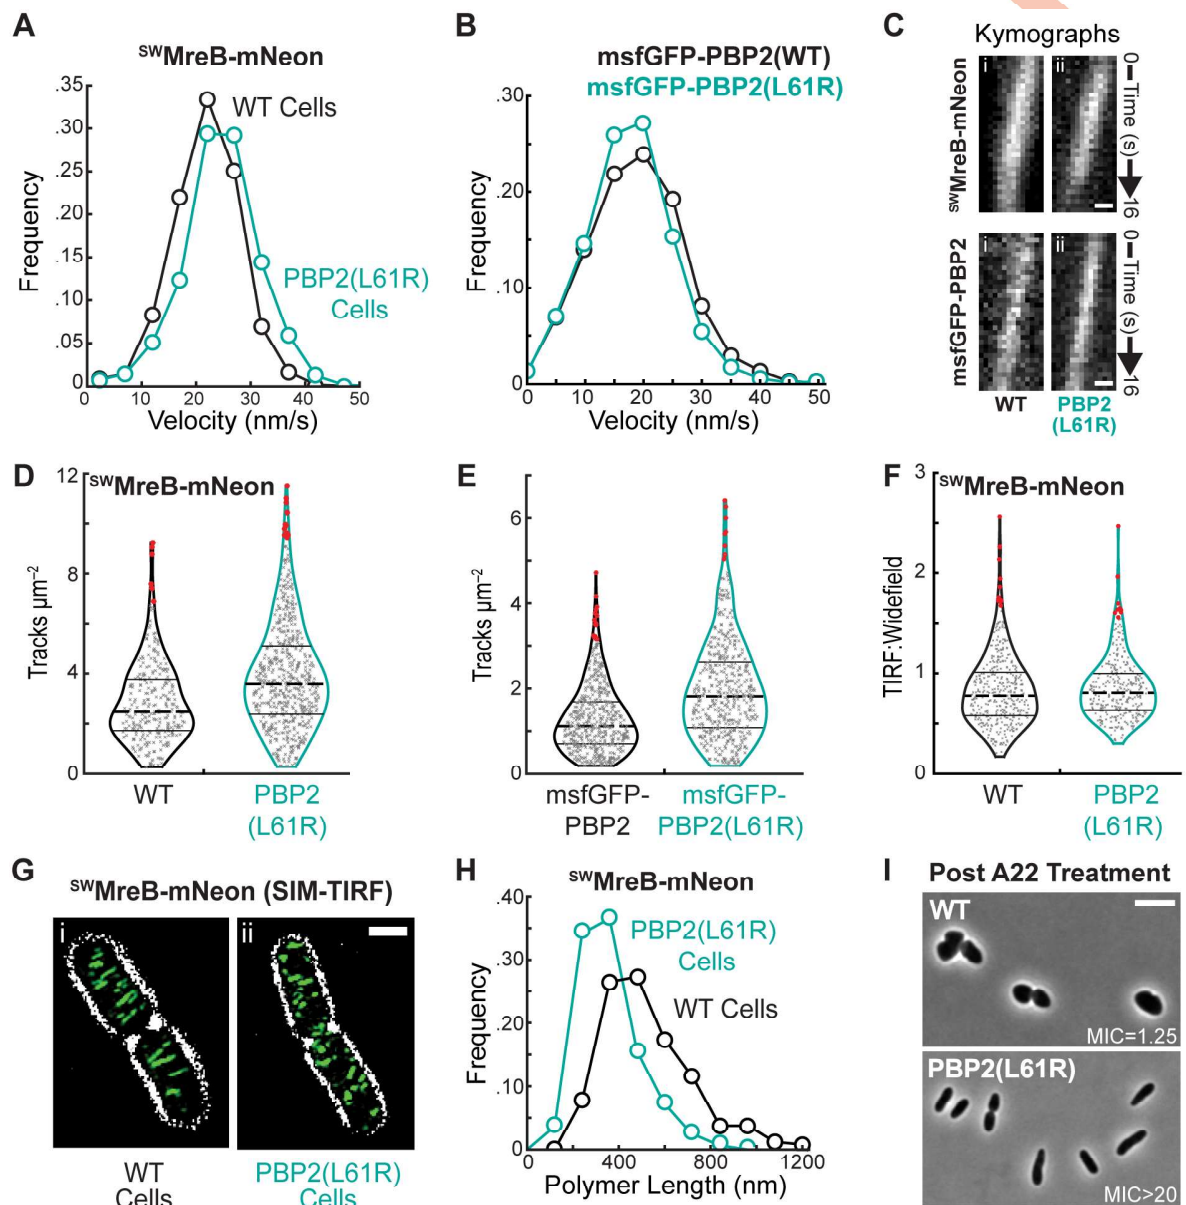 A
SWMreB-mNeon
.35
.30
.25
.20
.15
.10
.05
0
0
10
20
30
40
50
Frequency
Velocity (nm/s)
WT Cells
PBP2(L61R)
Cells
B
msfGFP-PBP2(WT)
msfGFP-PBP2(L61R)
.30
.20
.10
0
0
10
20
30
40
50
Frequency
Velocity (nm/s)
C
Kymographs
SWMreB-mNeon
i
ii
0
Time (s)
16
msfGFP-PBP2
i
ii
0
Time (s)
16
WT
PBP2
(L61R)
D
SWMreB-mNeon
12
8
4
0
Tracks μm–2
WT
PBP2
(L61R)
E
6
4
2
0
Tracks μm–2
msfGFP-
PBP2
msfGFP-
PBP2(L61R)
F
SWMreB-mNeon
3
2
1
0
TIRF:Widefield
WT
PBP2
(L61R)
G
SWMreB-mNeon (SIM-TIRF)
i
ii
WT
Cells
PBP2(L61R)
Cells
H
SWMreB-mNeon
.40
.30
.20
.10
0
0
400
800
1200
Frequency
Polymer Length (nm)
PBP2(L61R)
Cells
WT Cells
I
Post A22 Treatment
WT
MIC=1.25
PBP2(L61R)
MIC>20